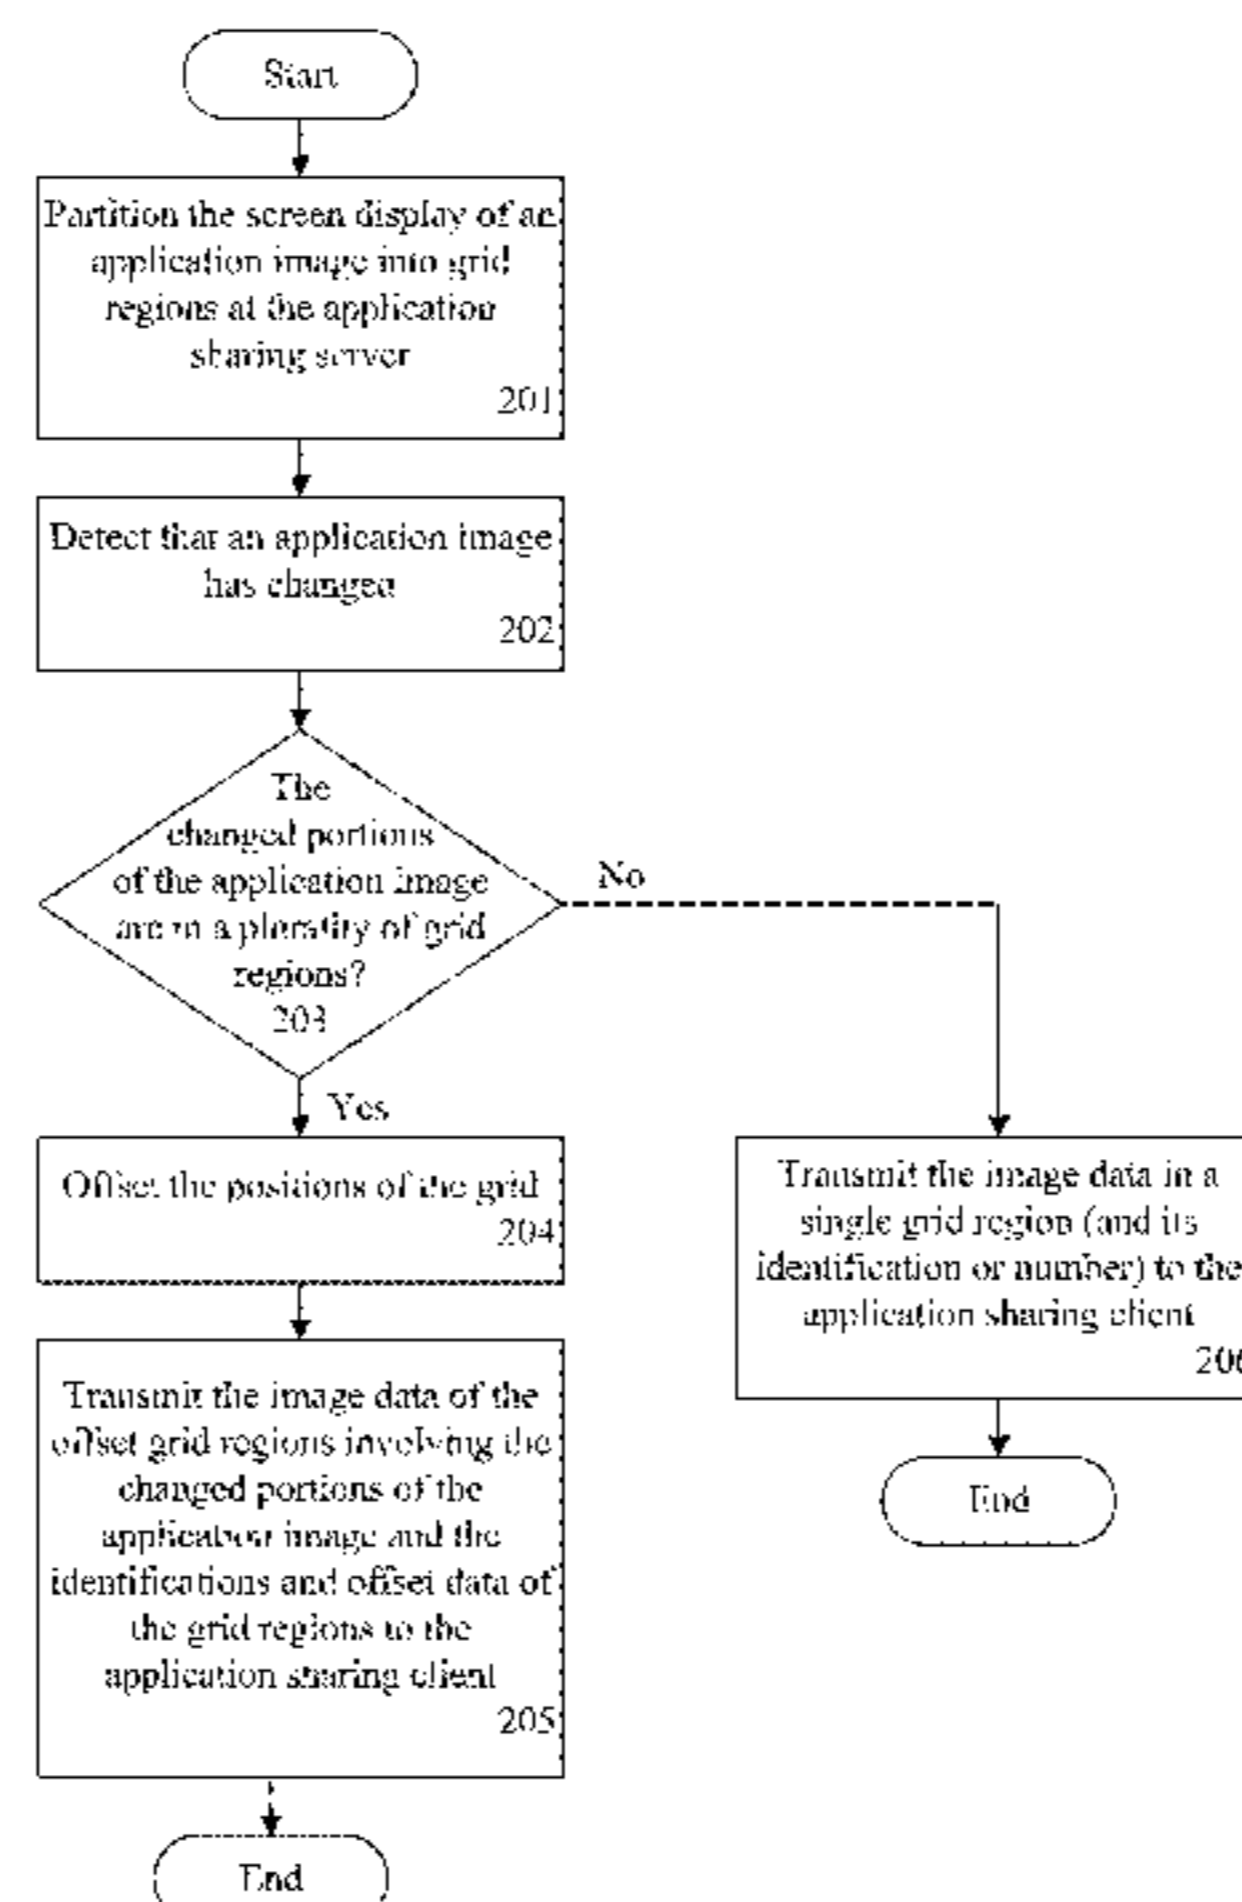 Start
Partition the screen display of an
application image into grid
regions at the application
sharing server
201
Detect that an application image
has changed
202
The
changed portions
of the application image
are in a plurality of grid
regions?
203
No
Yes
Offset the positions of the grid
204
Transmit the image data in a
single grid region (and its
identification or number) to the
application sharing client
206
End
Transmit the image data of the
offset grid regions involving the
changed portions of the
application image and the
identifications and offset data of
the grid regions to the
application sharing client
205
End